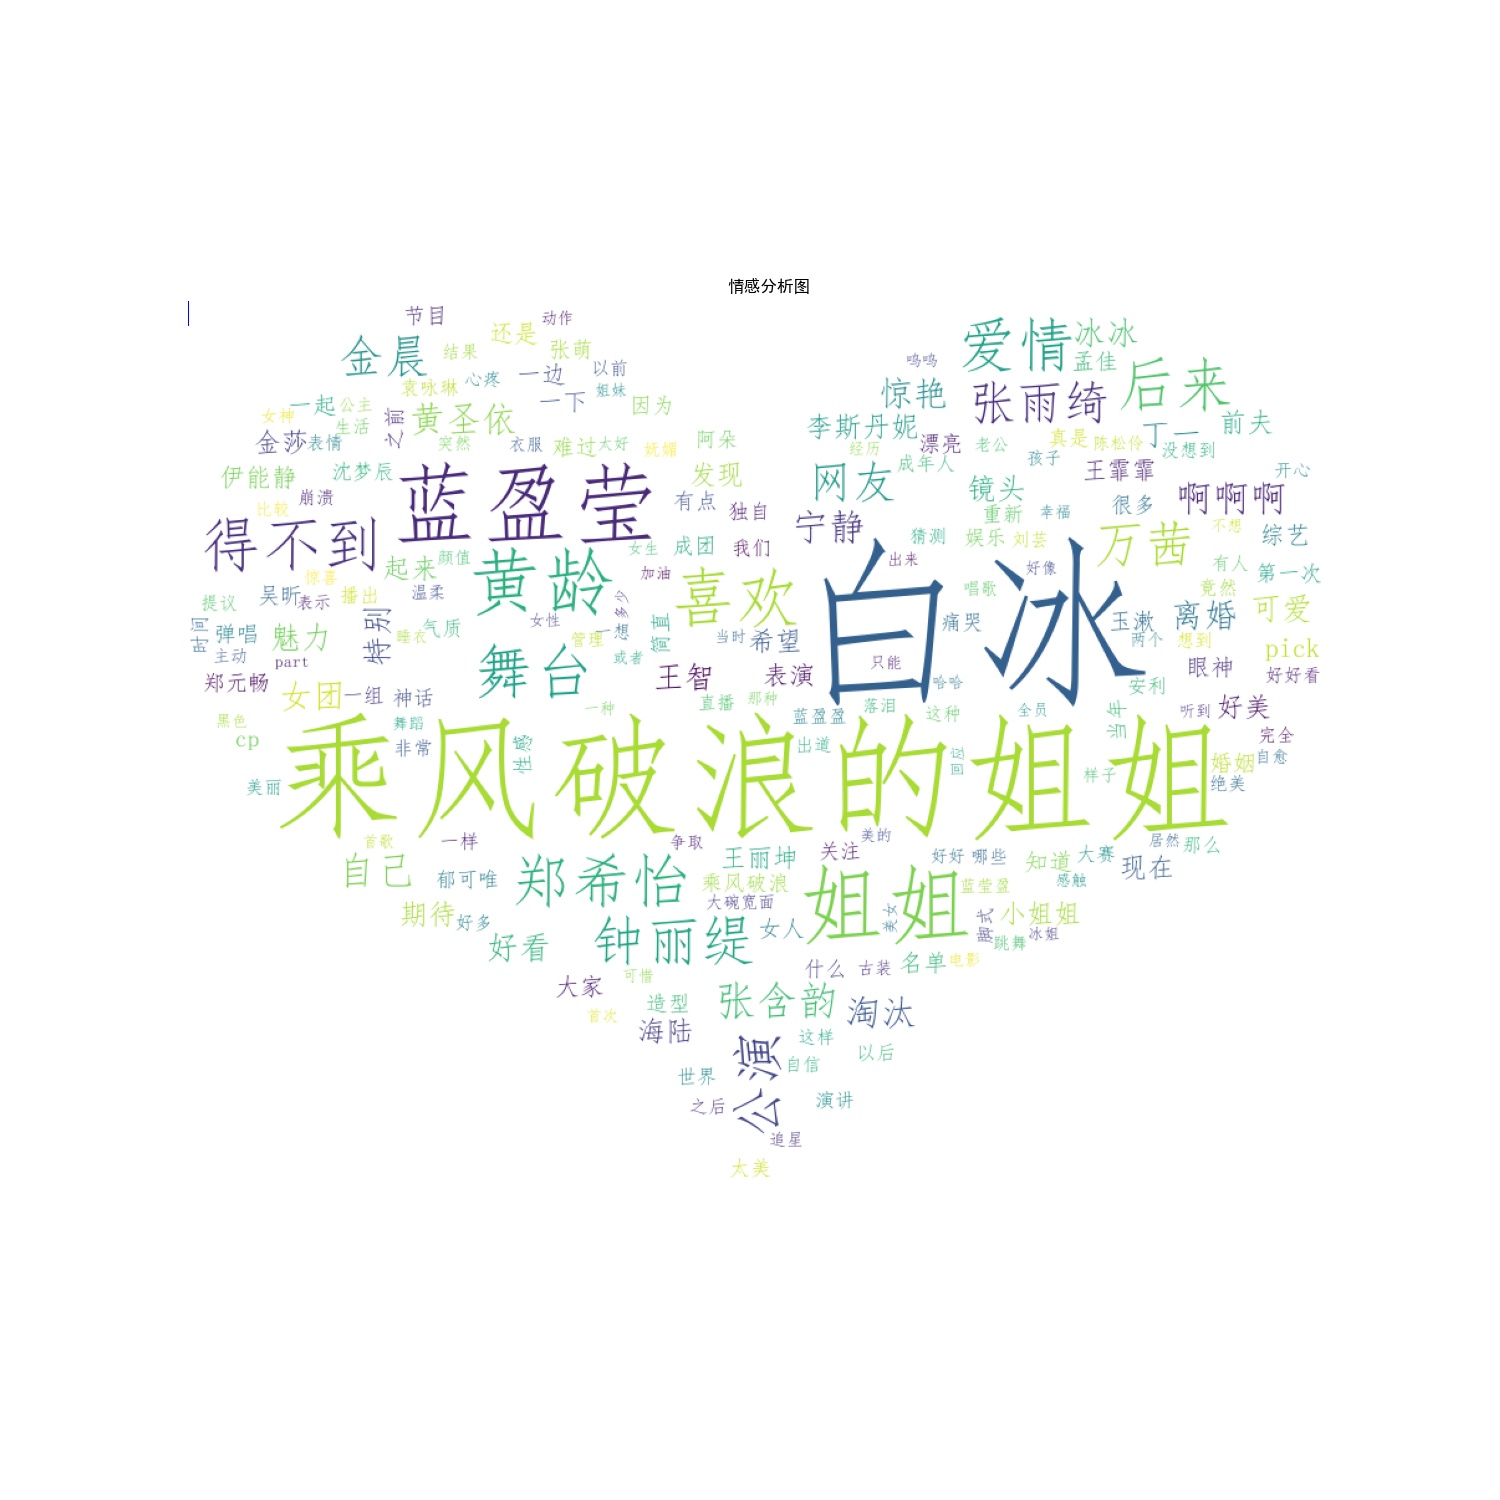 情感分析图
节目
动作
还是
爱情
冰冰
金晨
结果
张萌
呜呜
孟佳
一边
以前
后来
袁咏琳
心疼
姐妹
惊艳
张雨绮
一起
公主
之前
黄圣依
一下
因为
女神
生活
李斯丹妮
前夫
丁一
金莎
表情
突然
衣服
难过
太好
妩媚
阿朵
经历
漂亮
老公
真是
陈松伶
没想到
伊能静
沈梦辰
蓝盈莹
发现
网友
成年人
孩子
王霏霏
开心
崩溃
有点
独自
镜头
很多
啊啊啊
比较
得不到
宁静
重新
幸福
万茜
不想
综艺
颜值
女生
成团
我们
猜测
娱乐
刘芸
起来
黄龄
加油
喜欢
白冰
出来
好像
有人
第一次
惊喜
吴昕
表示
播出
温柔
唱歌
竟然
提议
想多少
可爱
时间
弹唱
魅力
特别
气质
女性
一
简直
当时
希望
痛哭
玉漱
离婚
主动
睡衣
管理
两个
想到
pick
part
舞台
或者
王智
表演
只能
眼神
好好看
郑元畅
女团
一组
神话
哈哈
安利
直播
那种
落泪
好美
黑色
舞蹈
一种
蓝盈盈
这种
全员
当年
听到
cp
非常
性感
出道
回应
完全
美丽
乘风破浪的姐姐
样子
婚姻
自愈
绝美
首歌
一样
争取
美的
居然
那么
自己
郑希怡
王丽坤
关注
好好
哪些
知道
大赛
现在
郁可唯
乘风破浪
姐姐
蓝莹盈
感触
期待
好多
大碗宽面
美女
小姐姐
好看
钟丽缇
女人
跳舞
冰姐
大家
可惜
什么
古装
名单
电影
首次
造型
张含韵
淘汰
海陆
公演
这样
自信
以后
世界
之后
演讲
追星
太美